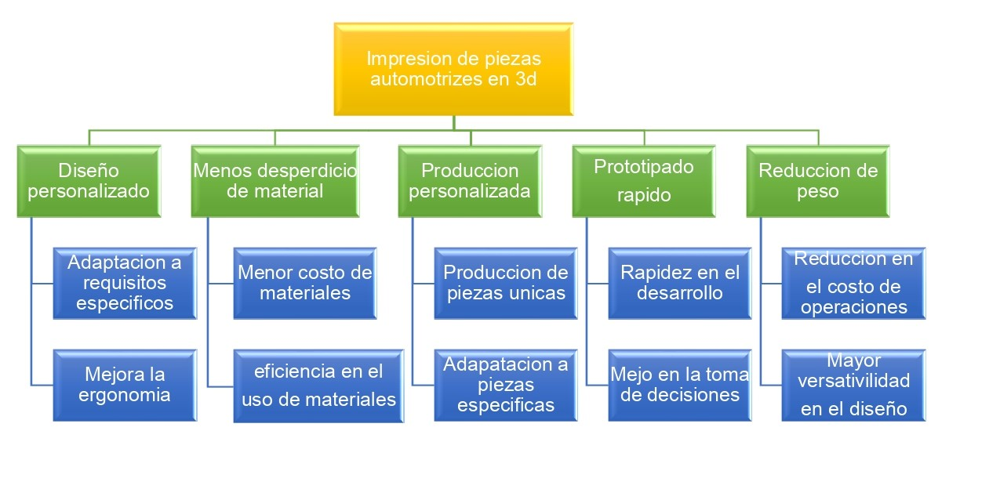 Impresion de piezas
automotrizes en 3d
Diseño
personalizado
Menos desperdicio
de material
Produccion
personalizada
Prototipado
rapido
Reduccion de
peso
Adaptacion a
requisitos
especificos
Menor costo de
materiales
Produccion de
piezas unicas
Rapidez en el
desarrollo
Reduccion en
el costo de
operaciones
Mejora la
ergonomia
eficiencia en el
uso de materiales
Adapatacion a
piezas
especificas
Mejo en la toma
de decisiones
Mayor
versativilidad
en el diseño